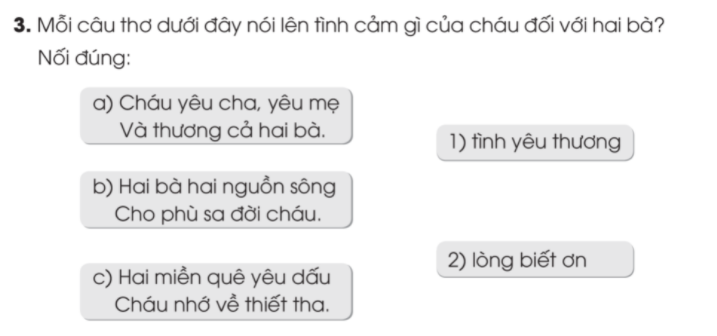 3. Mỗi câu thơ dưới đây nói lên tình cảm gì của cháu đối với hai bà?
Nối đúng:
a) Cháu yêu cha, yêu mẹ
Và thương cả hai bà.
b) Hai bà hai nguồn sông
Cho phù sa đời cháu.
c) Hai miền quê yêu dấu
Cháu nhớ về thiết tha.
1) tình yêu thương
2) lòng biết ơn